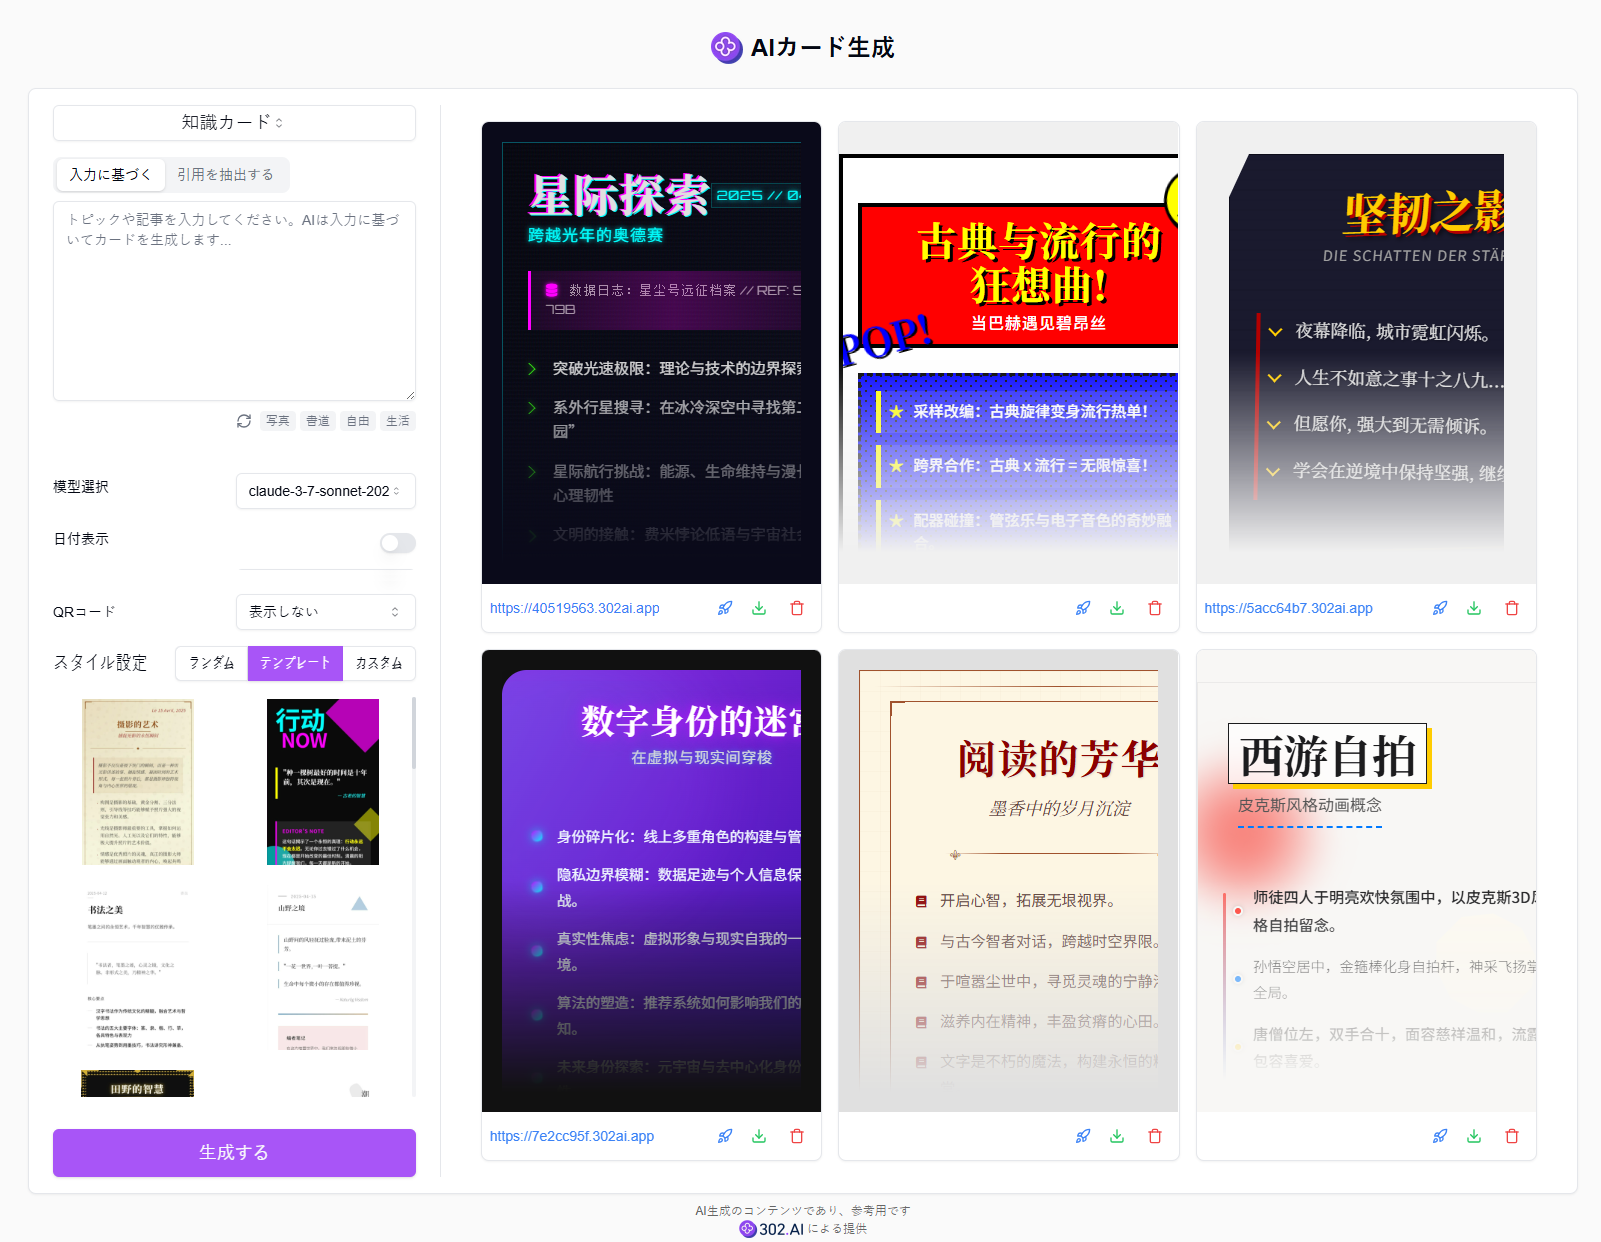 AIカード生成
知識カード
入力に基づく
引用を抽出する
トピックや記事を入力してください。AIは入力に基づ
いてカードを生成します...
写真
書道
自由
生活
模型選択
claude-3-7-sonnet-202
日付表示
QRコード
表示しない
スタイル設定
ランダム
テンプレート
カスタム
摄影的艺术
行动
NOW
"种一棵树最好的时间是十年
前，其次是现在。"
EDITOR'S NOTE
书法之美
山野之境
田野的智慧
生成する
星际探索
2025 // 0
跨越光年的奥德赛
数据日志：星尘号远征档案 // REF: S
798
突破光速极限：理论与技术的边界探索
系外行星搜寻：在冰冷深空中寻找第二
园”
星际航行挑战：能源、生命维持与漫长
心理韧性
文明的接触：费米悖论低语与宇宙社会
https://40519563.302ai.app
古典与流行的
狂想曲!
当巴赫遇见碧昂丝
POP!
采样改编：古典旋律变身流行热单!
跨界合作：古典 x 流行 = 无限惊喜!
配器碰撞：管弦乐与电子音色的奇妙融
合。
坚韧之影
DIE SCHATTEN DER STÄR
夜幕降临, 城市霓虹闪烁。
人生不如意之事十之八九...
但愿你, 强大到无需倾诉。
学会在逆境中保持坚强, 继续
https://5acc64b7.302ai.app
数字身份的迷宫
在虚拟与现实间穿梭
身份碎片化：线上多重角色的构建与管
隐私边界模糊：数据足迹与个人信息保
战。
真实性焦虑：虚拟形象与现实自我的一
境。
算法的塑造：推荐系统如何影响我们的
知。
未来身份探索：元宇宙与去中心化身份
https://7e2cc95f.302ai.app
阅读的芳华
墨香中的岁月沉淀
开启心智，拓展无垠视界。
与古今智者对话，跨越时空界限。
于喧嚣尘世中，寻觅灵魂的宁静港
滋养内在精神，丰盈贫瘠的心田。
文字是不朽的魔法，构建永恒的精
西游自拍
皮克斯风格动画概念
师徒四人于明亮欢快氛围中，以皮克斯3D风
格自拍留念。
孙悟空居中，金箍棒化身自拍杆，神采飞扬掌
全局。
唐僧位左，双手合十，面容慈祥温和，流露
包容喜爱。
AI生成のコンテンツであり、参考用です
302.AI による提供